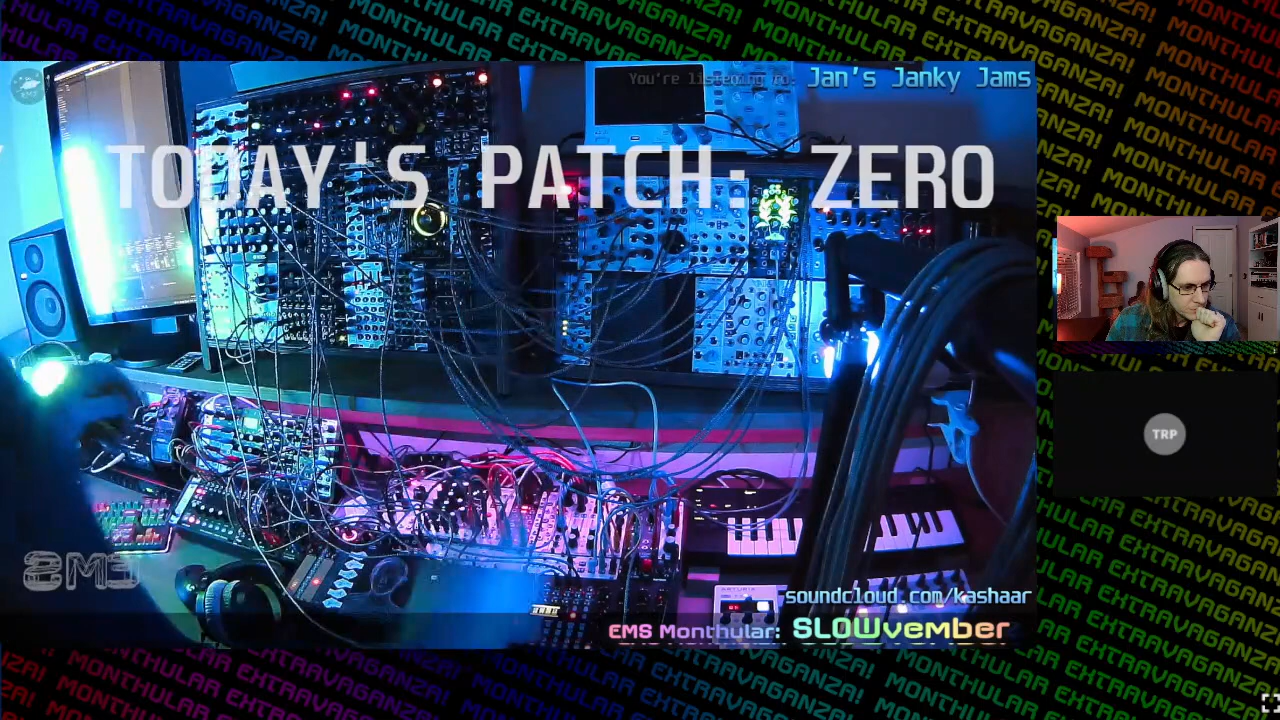 You're listening to: Jan's Janky Jams
TODAY'S PATCH: ZERO
TRP
EMS
soundcloud.com/kashaar
EMS Monthular: SLOWvember
MONTHULAR EXTRAVAGANZA!